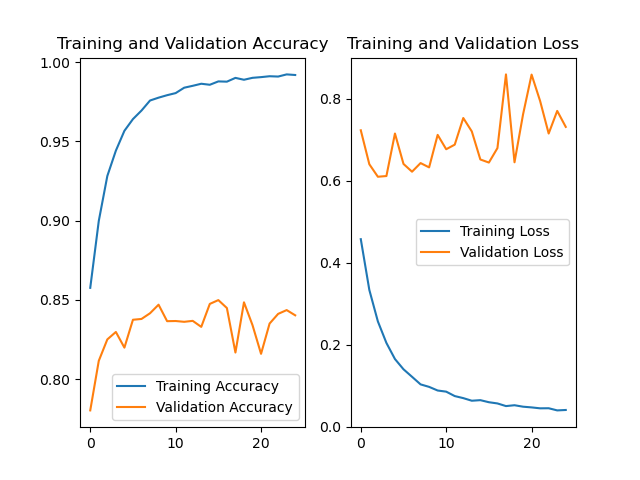 Training and Validation Accuracy
1.00
0.95
0.90
0.85
0.80
Training Accuracy
Validation Accuracy
0 10 20
Training and Validation Loss
0.8
0.6
0.4
0.2
0.0
Training Loss
Validation Loss
0 10 20